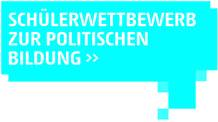 SCHÜLERWETTBEWERB
ZUR POLITISCHEN
BILDUNG >>